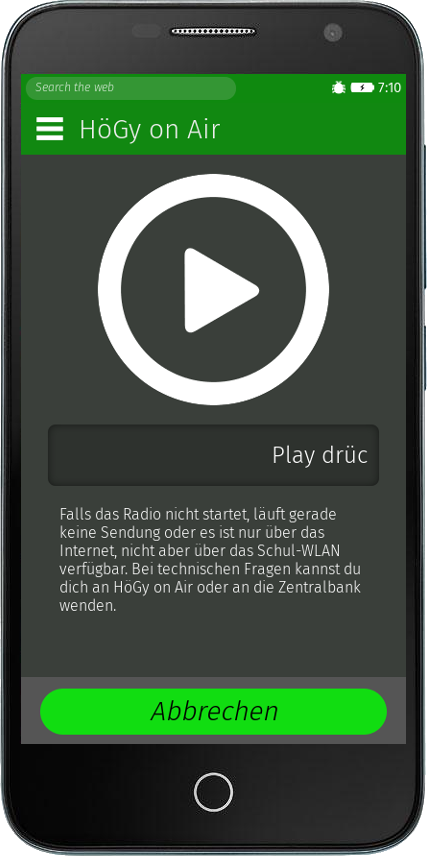 Search the web
7:10
HöGy on Air
Play drüc
Falls das Radio nicht startet, läuft gerade
keine Sendung oder es ist nur über das
Internet, nicht aber über das Schul-WLAN
verfügbar. Bei technischen Fragen kannst du
dich an HöGy on Air oder an die Zentralbank
wenden.
Abbrechen